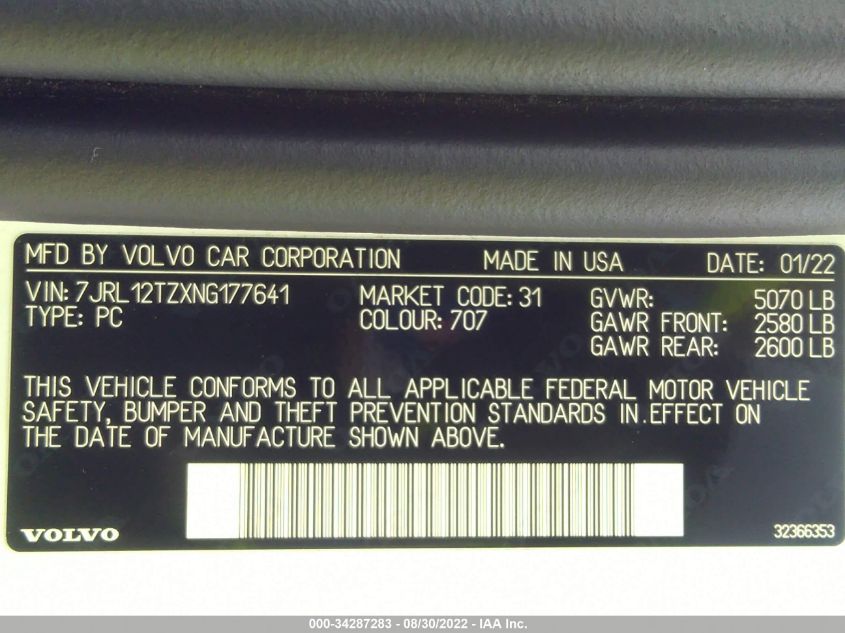 MFD BY VOLVO CAR CORPORATION MADE IN USA DATE: 01/22
VIN: 7JRL12TZXNG177641 MARKET CODE: 31 GVWR: 5070 LB
TYPE: PC COLOUR: 707 GAWR FRONT: 2580 LB
GAWR REAR: 2600 LB
THIS VEHICLE CONFORMS TO ALL APPLICABLE FEDERAL MOTOR VEHICLE
SAFETY, BUMPER AND THEFT PREVENTION STANDARDS IN EFFECT ON
THE DATE OF MANUFACTURE SHOWN ABOVE.
VOLVO 32366353
000-34287283 - 08/30/2022 - IAA Inc.